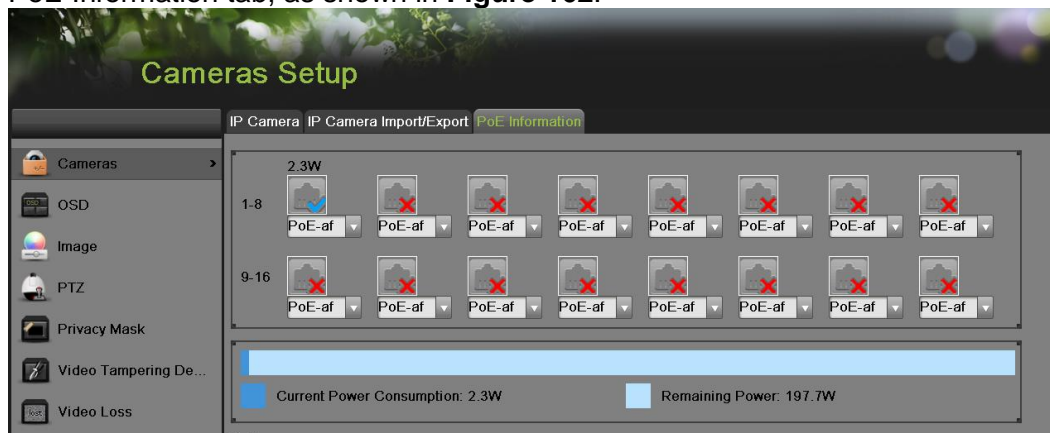 PoE Information tab, as shown in Figure 162.
Cameras Setup
IP Camera IP Camera Import/Export PoE Information
Cameras
OSD
Image
PTZ
Privacy Mask
Video Tampering De...
Video Loss
2.3W
1-8
PoE-af PoE-af PoE-af PoE-af PoE-af PoE-af PoE-af PoE-af
9-16
PoE-af PoE-af PoE-af PoE-af PoE-af PoE-af PoE-af PoE-af
Current Power Consumption: 2.3W Remaining Power: 197.7W